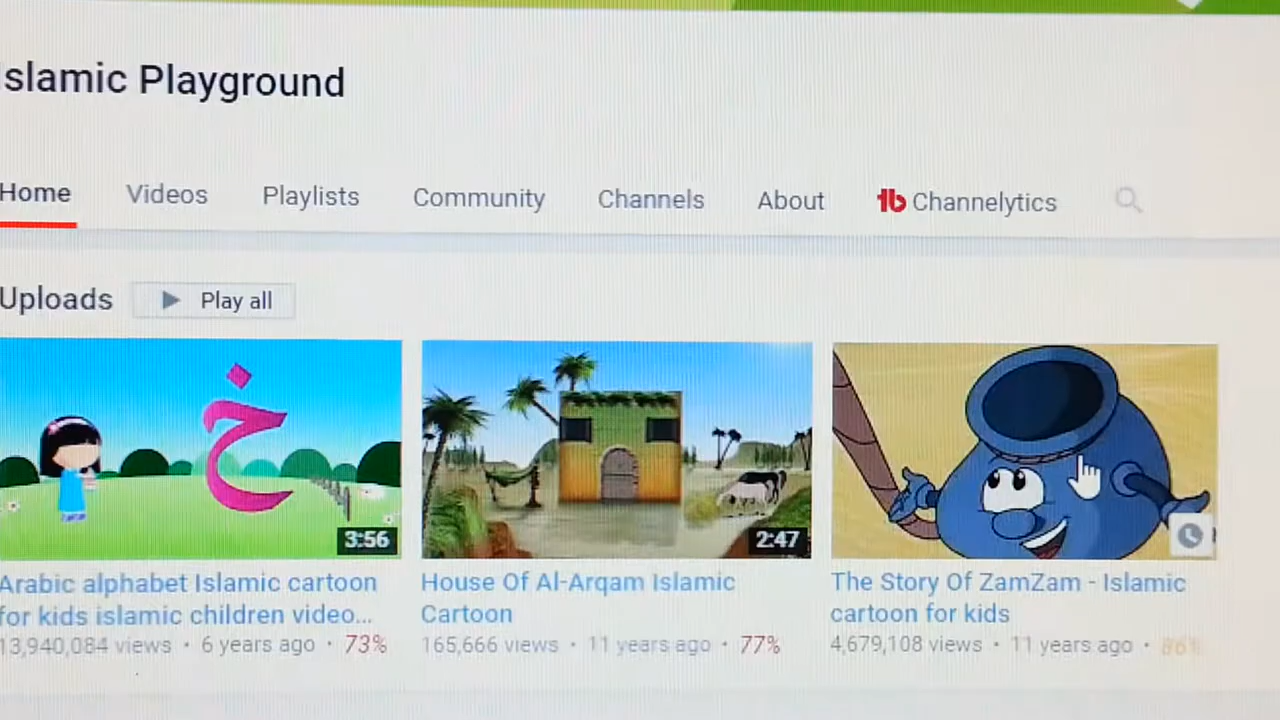 Islamic Playground
Home Videos Playlists Community Channels About Channelytics
Uploads Play all
خ
3:56
2:47
Arabic alphabet Islamic cartoon
for kids islamic children video...
13,940,084 views • 6 years ago • 73%
House Of Al-Arqam Islamic
Cartoon
165,666 views • 11 years ago • 77%
The Story Of ZamZam - Islamic
cartoon for kids
4,679,108 views • 11 years ago • 86%